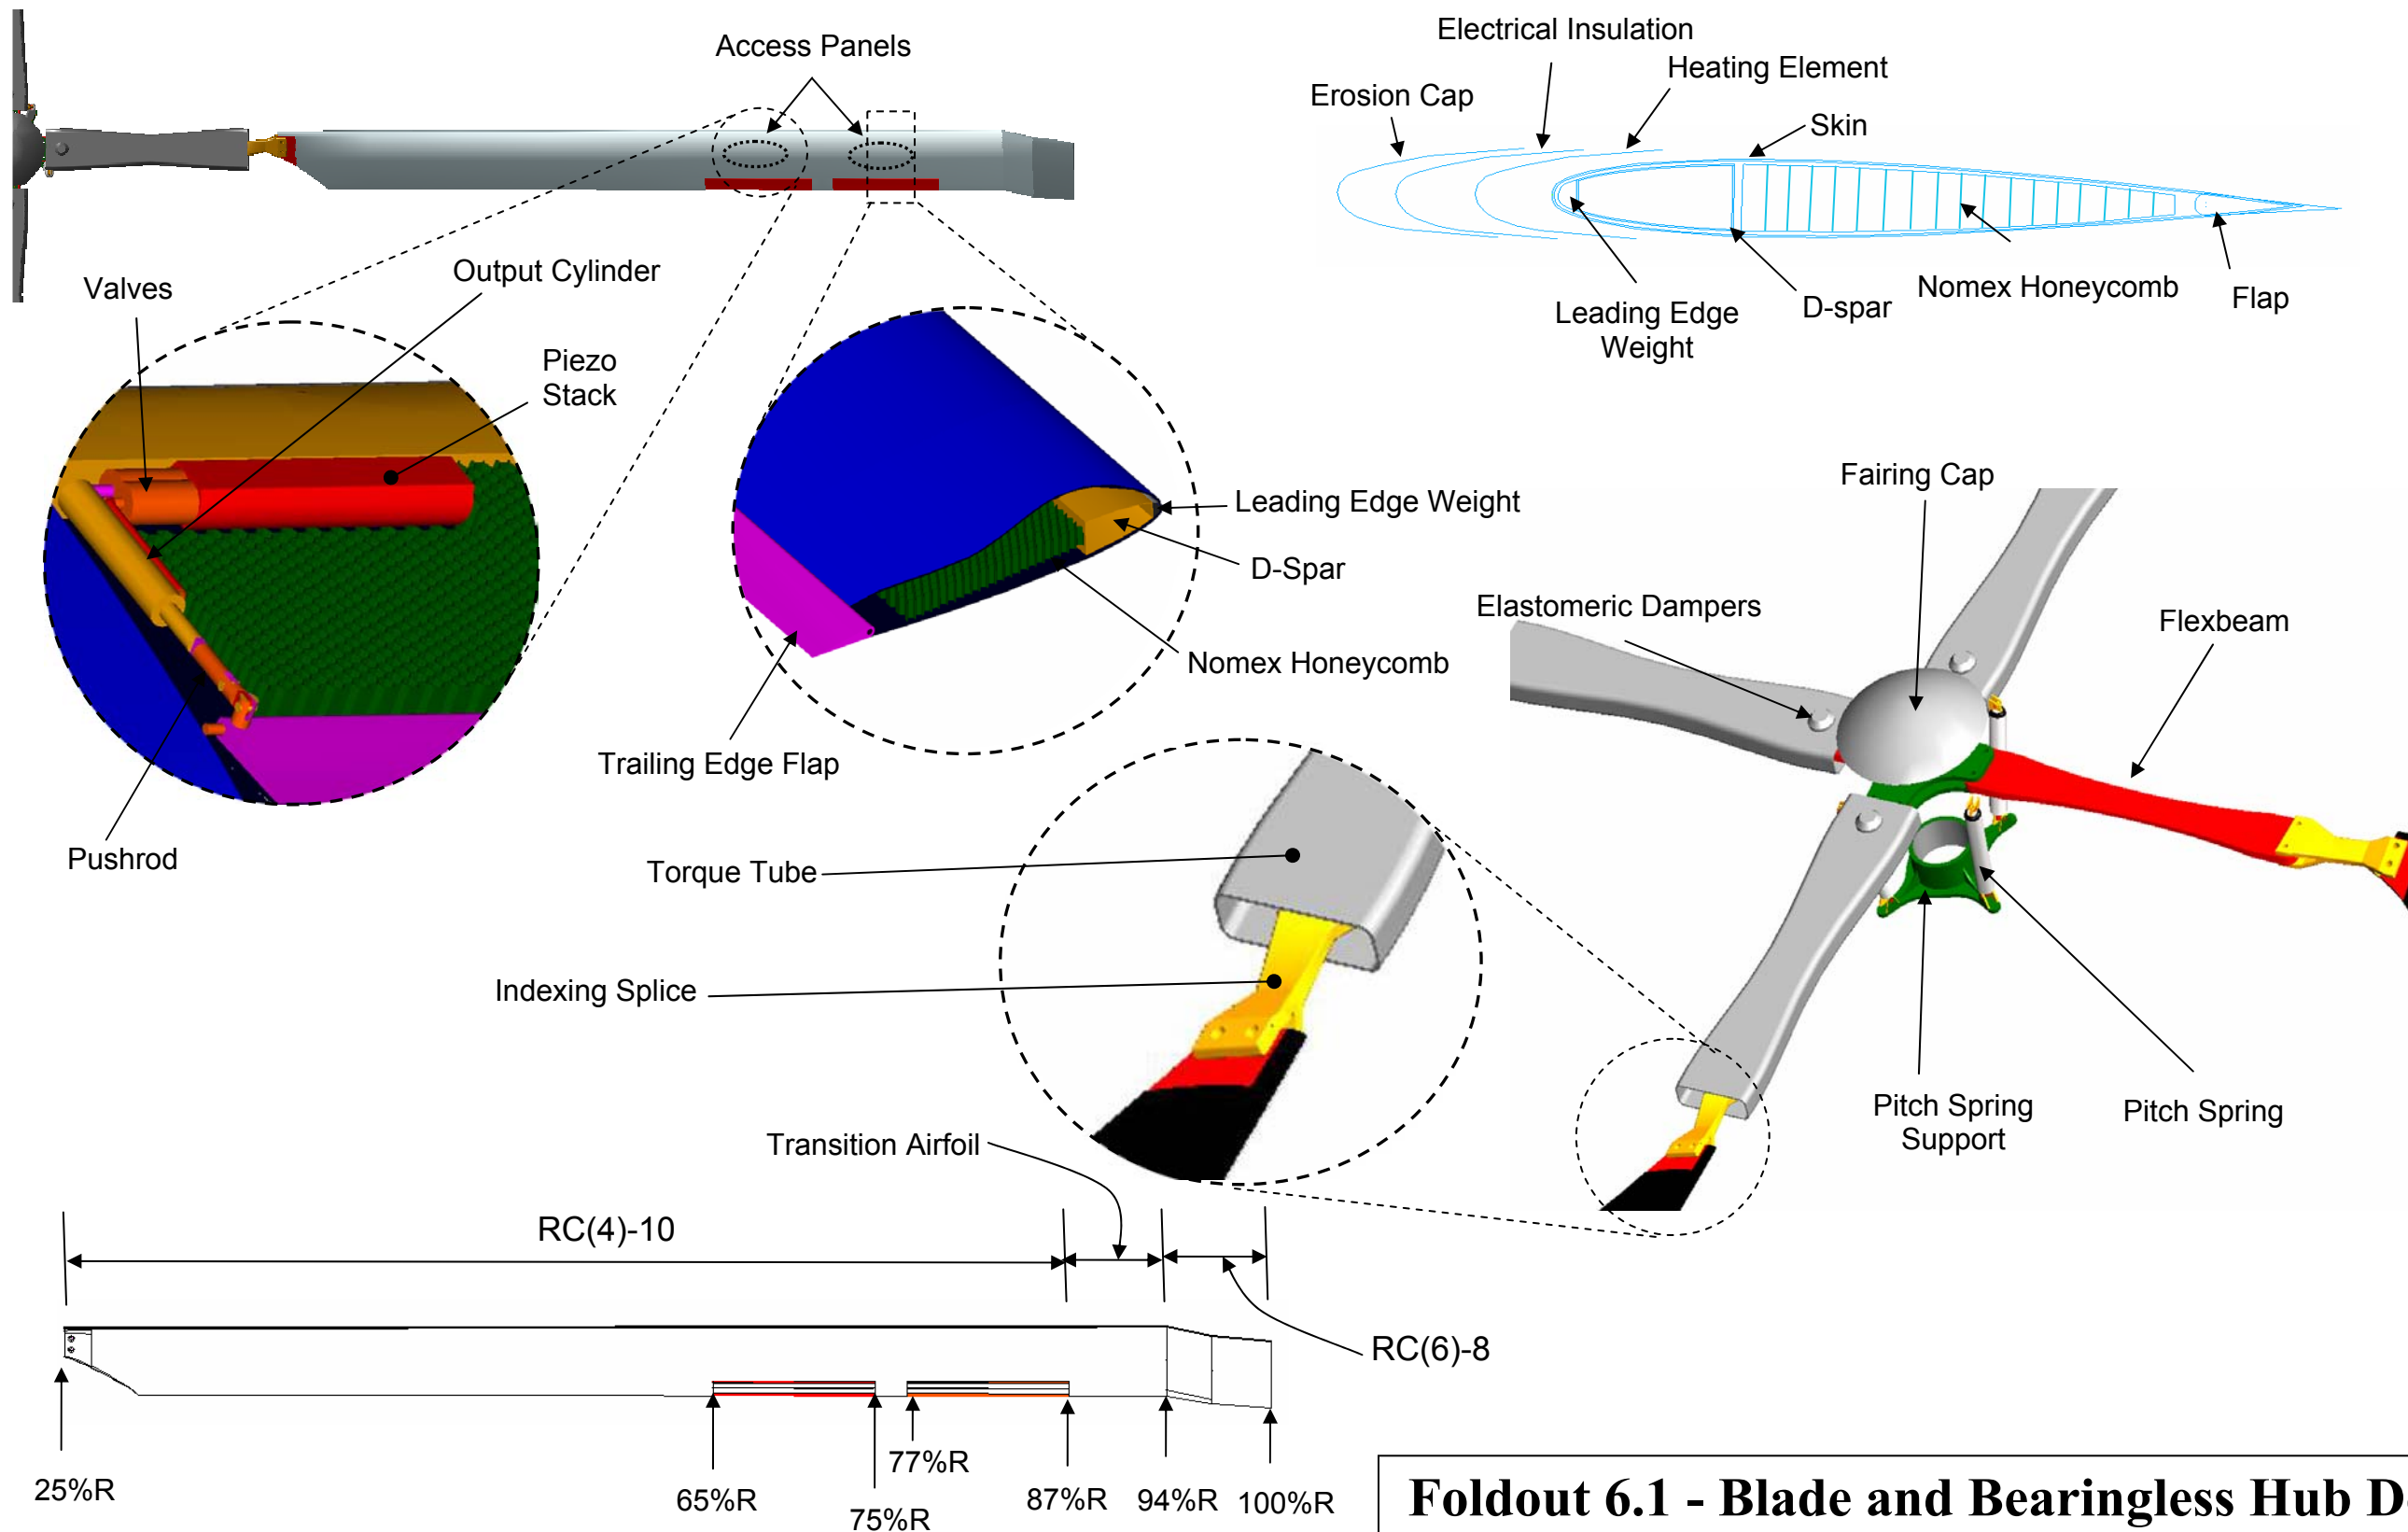 Access Panels
Electrical Insulation
Heating Element
Erosion Cap
Skin
Leading Edge
Weight
D-spar
Nomex Honeycomb
Flap
Valves
Output Cylinder
Piezo
Stack
Pushrod
Leading Edge Weight
D-Spar
Nomex Honeycomb
Trailing Edge Flap
Fairing Cap
Elastomeric Dampers
Flexbeam
Torque Tube
Indexing Splice
Pitch Spring
Support
Pitch Spring
Transition Airfoil
RC(4)-10
RC(6)-8
25%R
65%R
75%R
77%R
87%R
94%R
100%R
Foldout 6.1 - Blade and Bearingless Hub